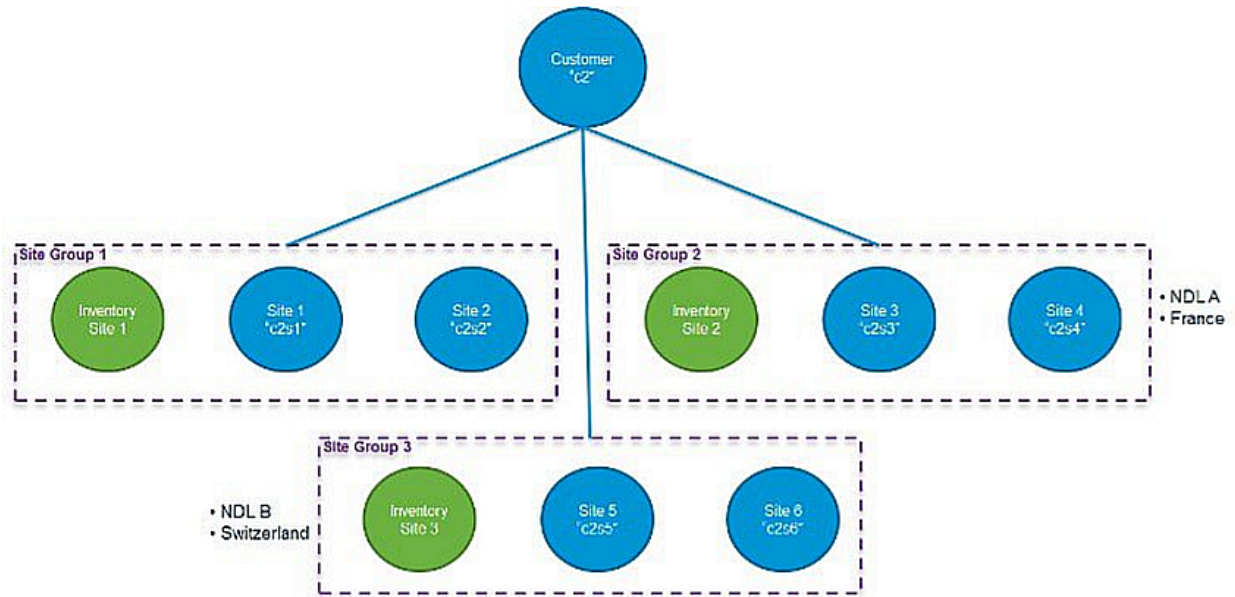 Customer
"c2"
Site Group 1
Inventory
Site 1
Site 1
"c2s1"
Site 2
"c2s2"
Site Group 2
Inventory
Site 2
Site 3
"c2s3"
Site 4
"c2s4"
• NDL A
• France
Site Group 3
• NDL B
• Switzerland
Inventory
Site 3
Site 5
"c2s5"
Site 6
"c2s6"